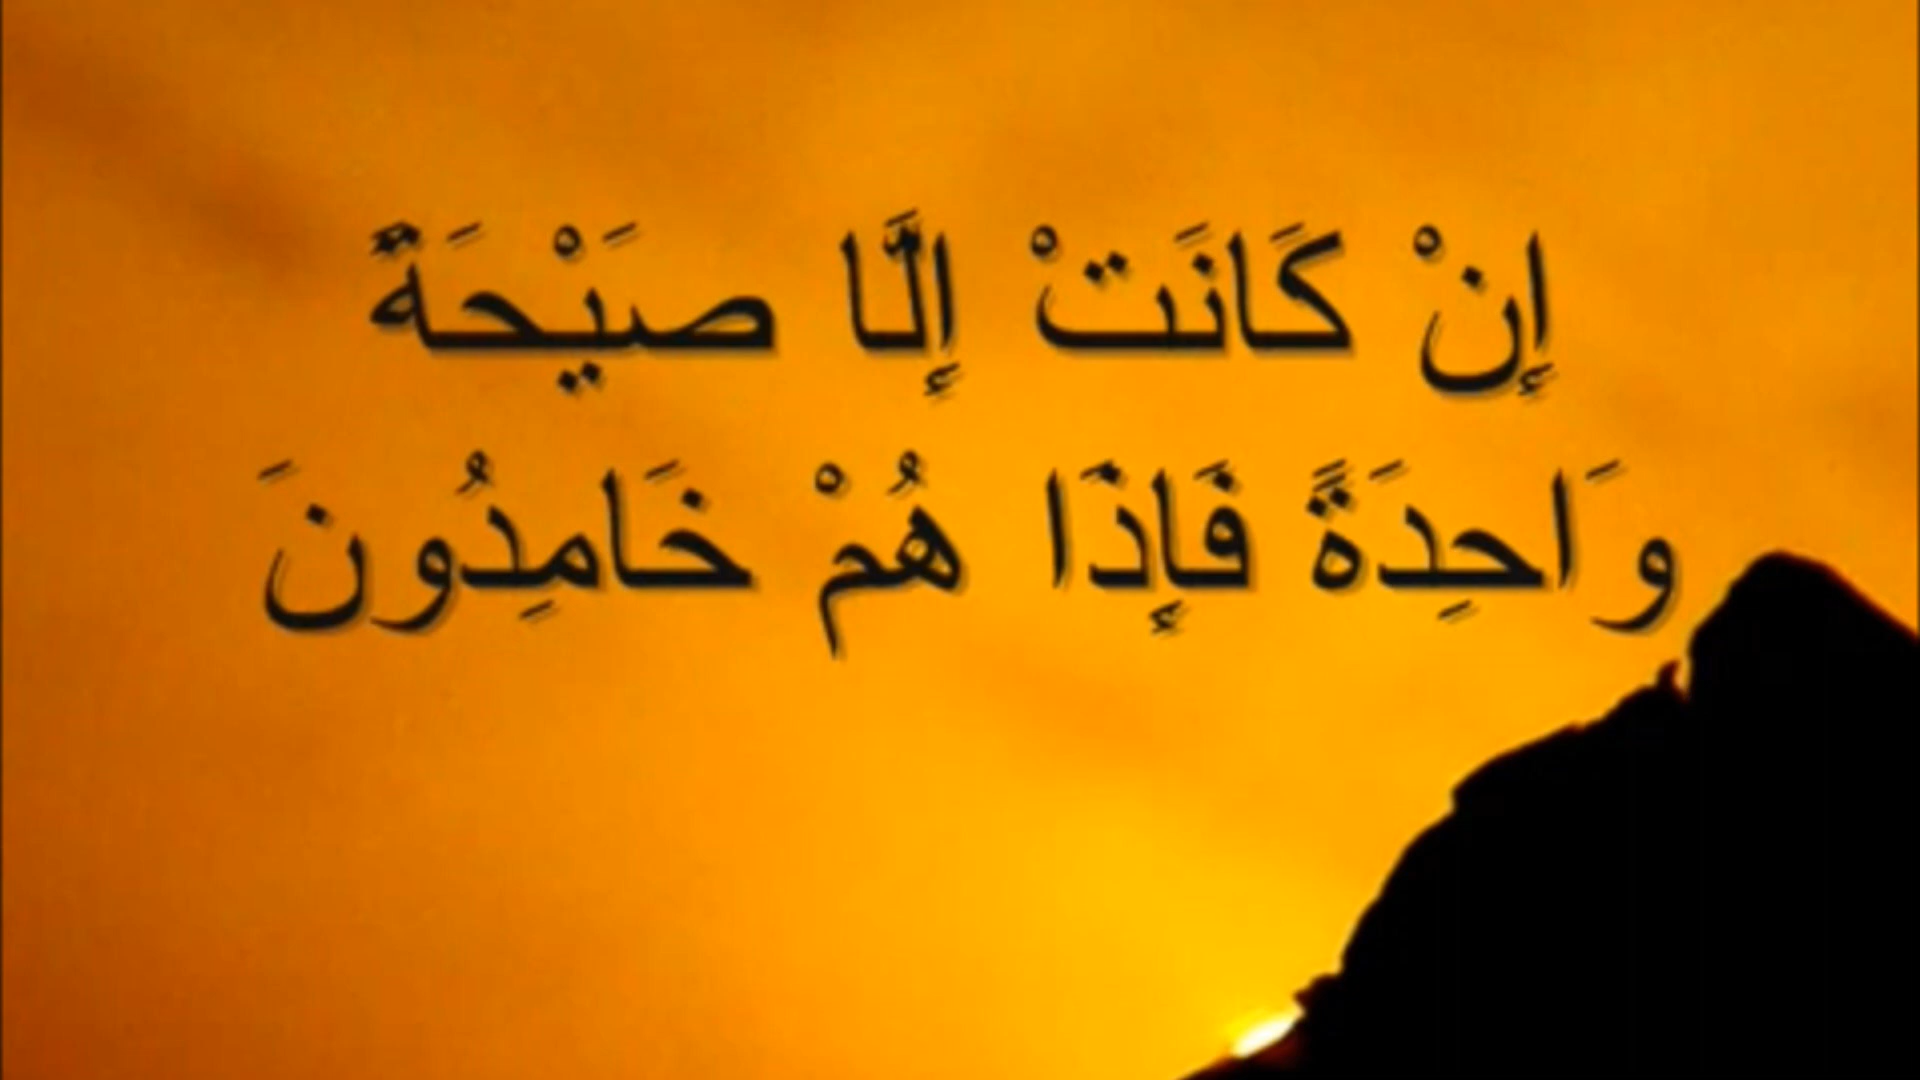 إِنْ كَانَتْ إِلَّا صَيْحَةً
وَاحِدَةً فَإِذَا هُمْ خَامِدُونَ